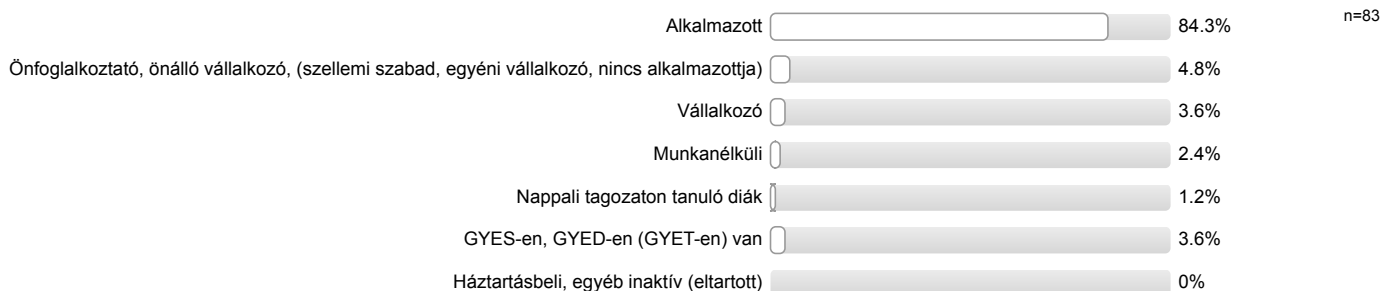 Alkalmazott 84.3% n=83
Önfoglalkoztató, önálló vállalkozó, (szellemi szabad, egyéni vállalkozó, nincs alkalmazottja) 4.8%
Vállalkozó 3.6%
Munkanélküli 2.4%
Nappali tagozaton tanuló diák 1.2%
GYES-en, GYED-en (GYET-en) van 3.6%
Háztartásbeli, egyéb inaktív (eltartott) 0%